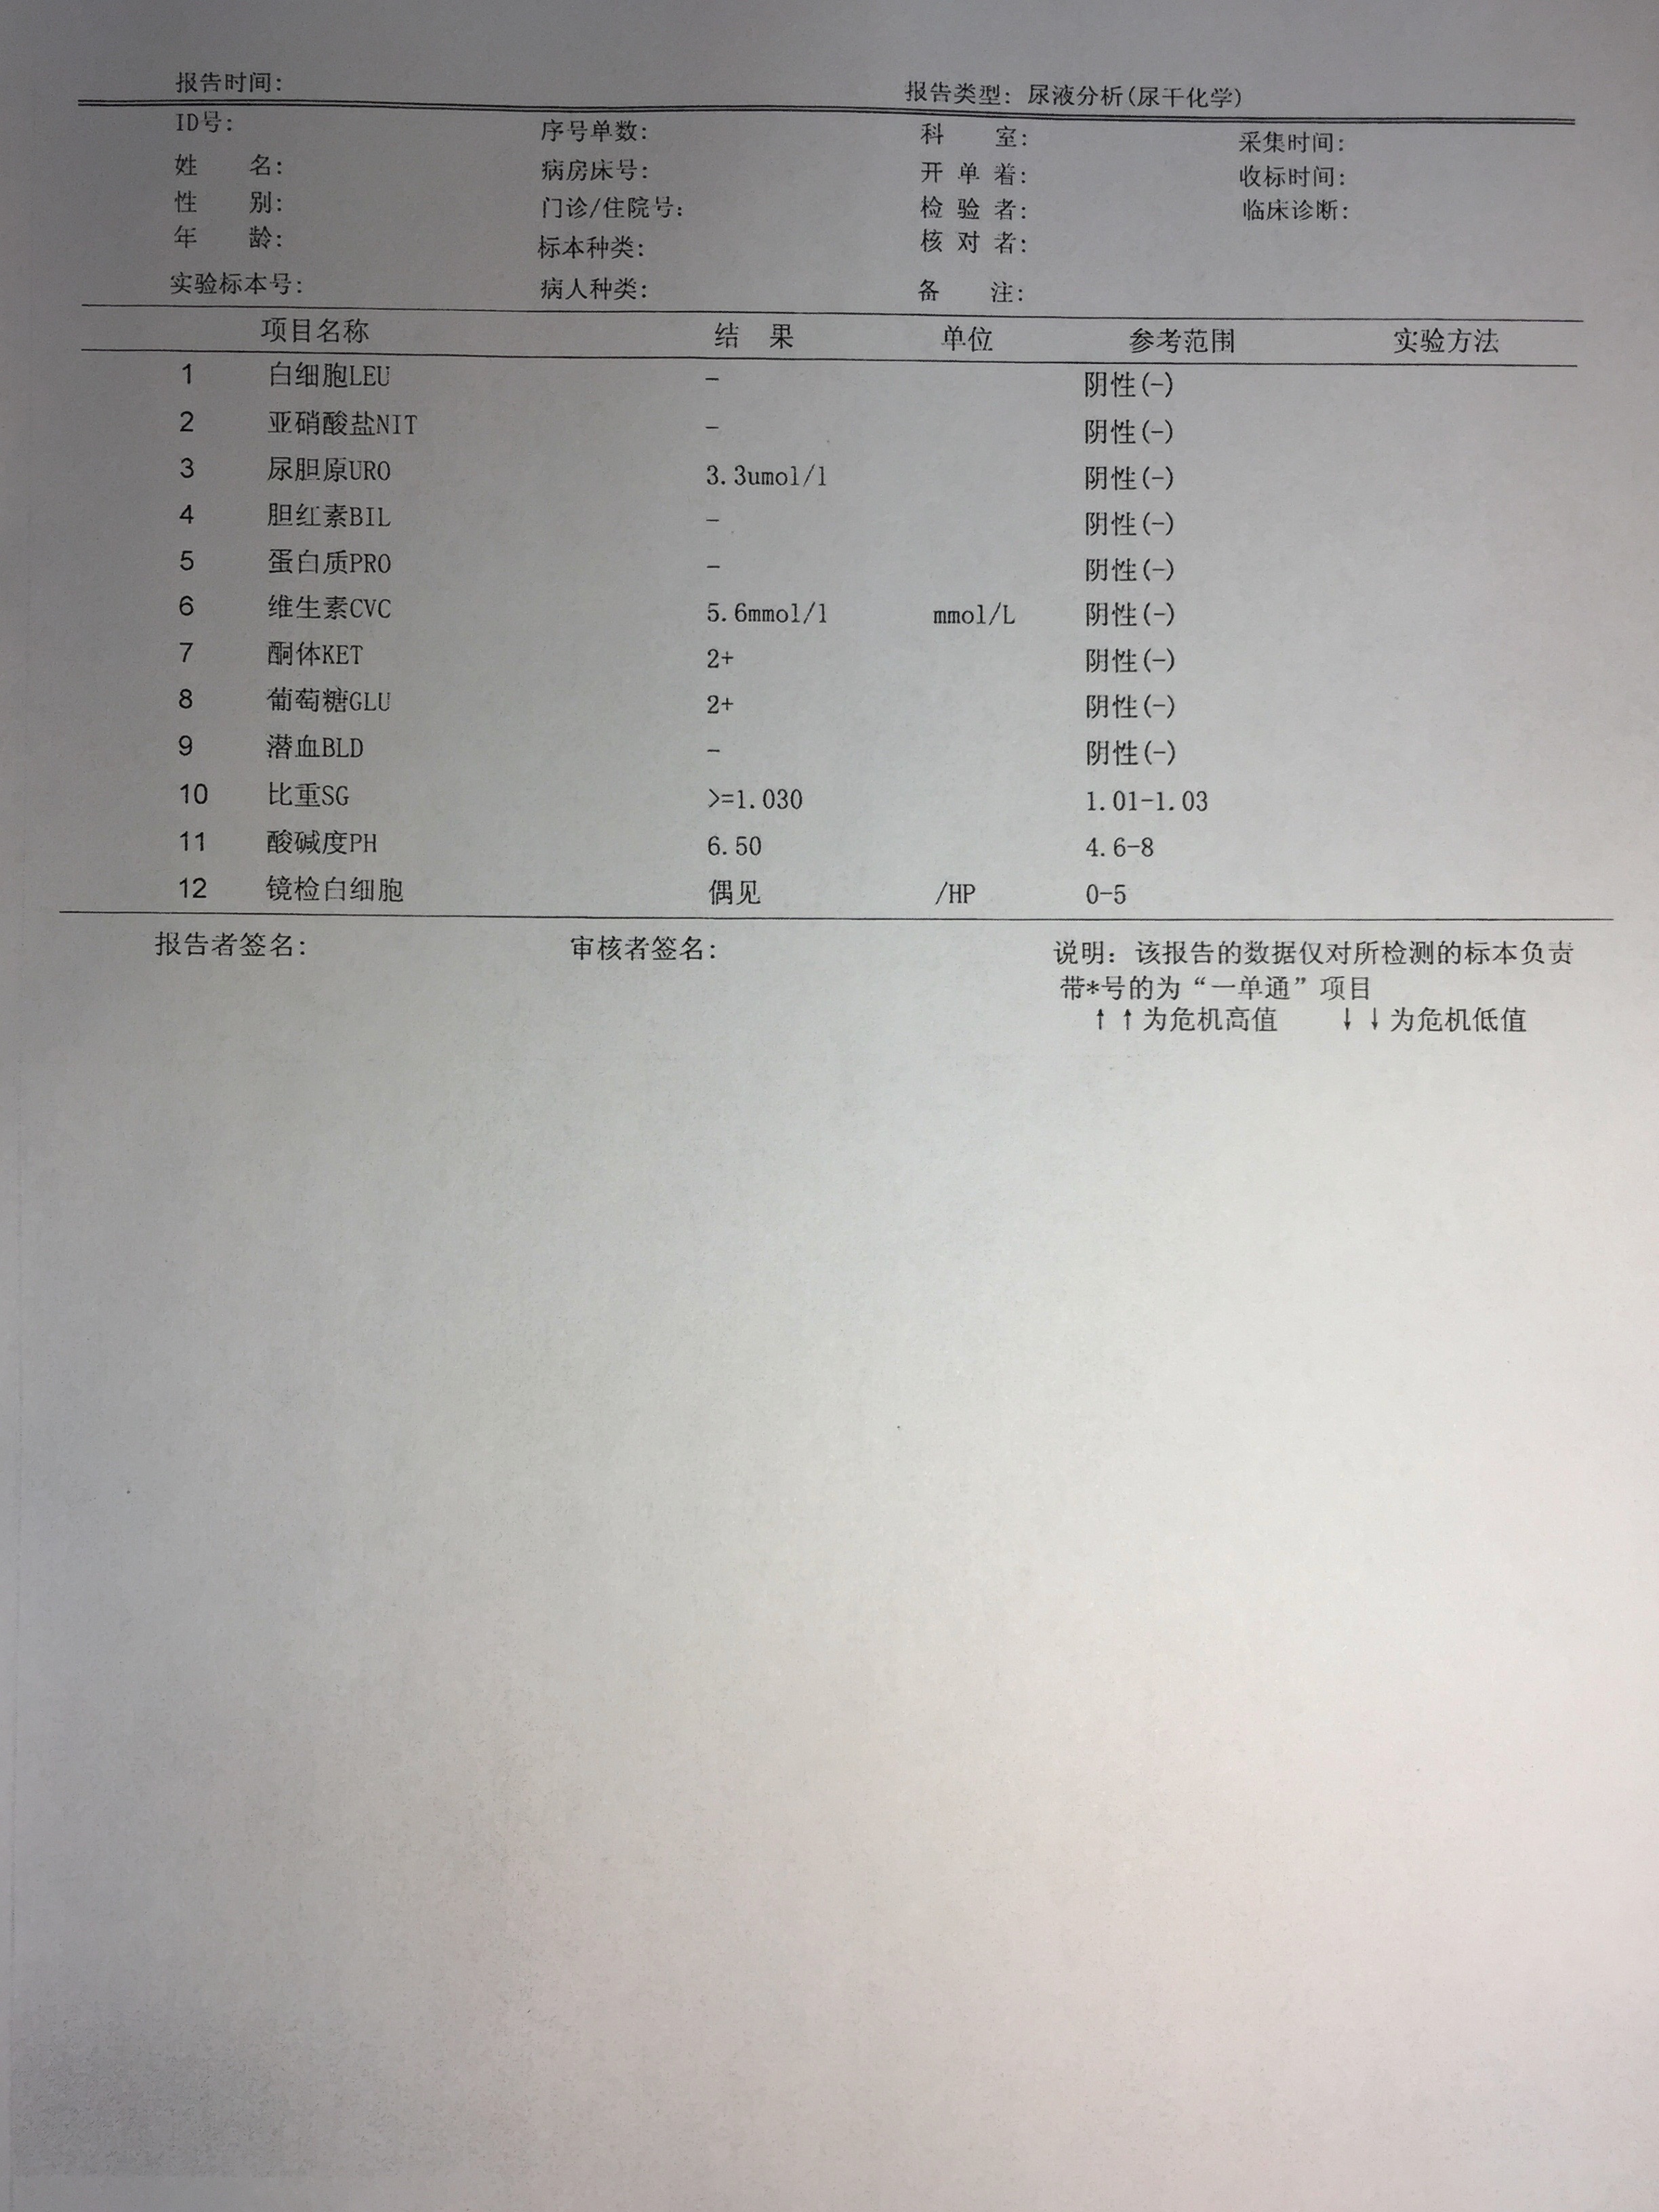 报告时间: 报告类型: 尿液分析(尿干化学)
ID号: 序号单数: 科 室: 采集时间:
姓 名: 病房床号: 开 单 着: 收标时间:
性 别: 门诊/住院号: 检 验 者: 临床诊断:
年 龄: 标本种类: 核 对 者:
实验标本号: 病人种类: 备 注:
项目名称 结 果 单位 参考范围 实验方法
1 白细胞LEU - 阴性(-)
2 亚硝酸盐NIT - 阴性(-)
3 尿胆原URO 3.3umol/l 阴性(-)
4 胆红素BIL - 阴性(-)
5 蛋白质PRO - 阴性(-)
6 维生素CVC 5.6mmol/l mmol/L 阴性(-)
7 酮体KET 2+ 阴性(-)
8 葡萄糖GLU 2+ 阴性(-)
9 潜血BLD - 阴性(-)
10 比重SG >=1.030 1.01-1.03
11 酸碱度PH 6.50 4.6-8
12 镜检白细胞 偶见 /HP 0-5
报告者签名: 审核者签名: 说明: 该报告的数据仅对所检测的标本负责
带*号的为“一单通”项目
↑↑为危机高值 ↓↓为危机低值